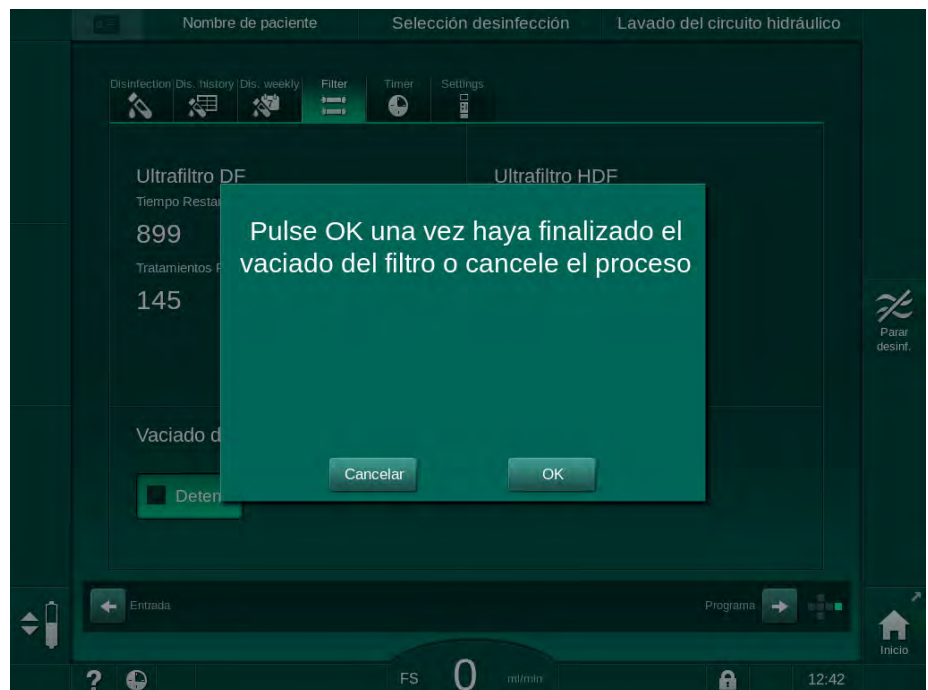 Nombre de paciente
Selección desinfección
Lavado del circuito hidráulico
Disinfection Dis. history Dis. weekly Filter Timer Settings
Ultrafiltro DF
Ultrafiltro HDF
Tiempo
899
Tratamientos
145
Pulse OK una vez haya finalizado el
vaciado del filtro o cancele el proceso
Cancelar
OK
Parar
desinf.
Vaciado
Entrada
Programa
Inicio
?
FS 0 ml/min
12:42